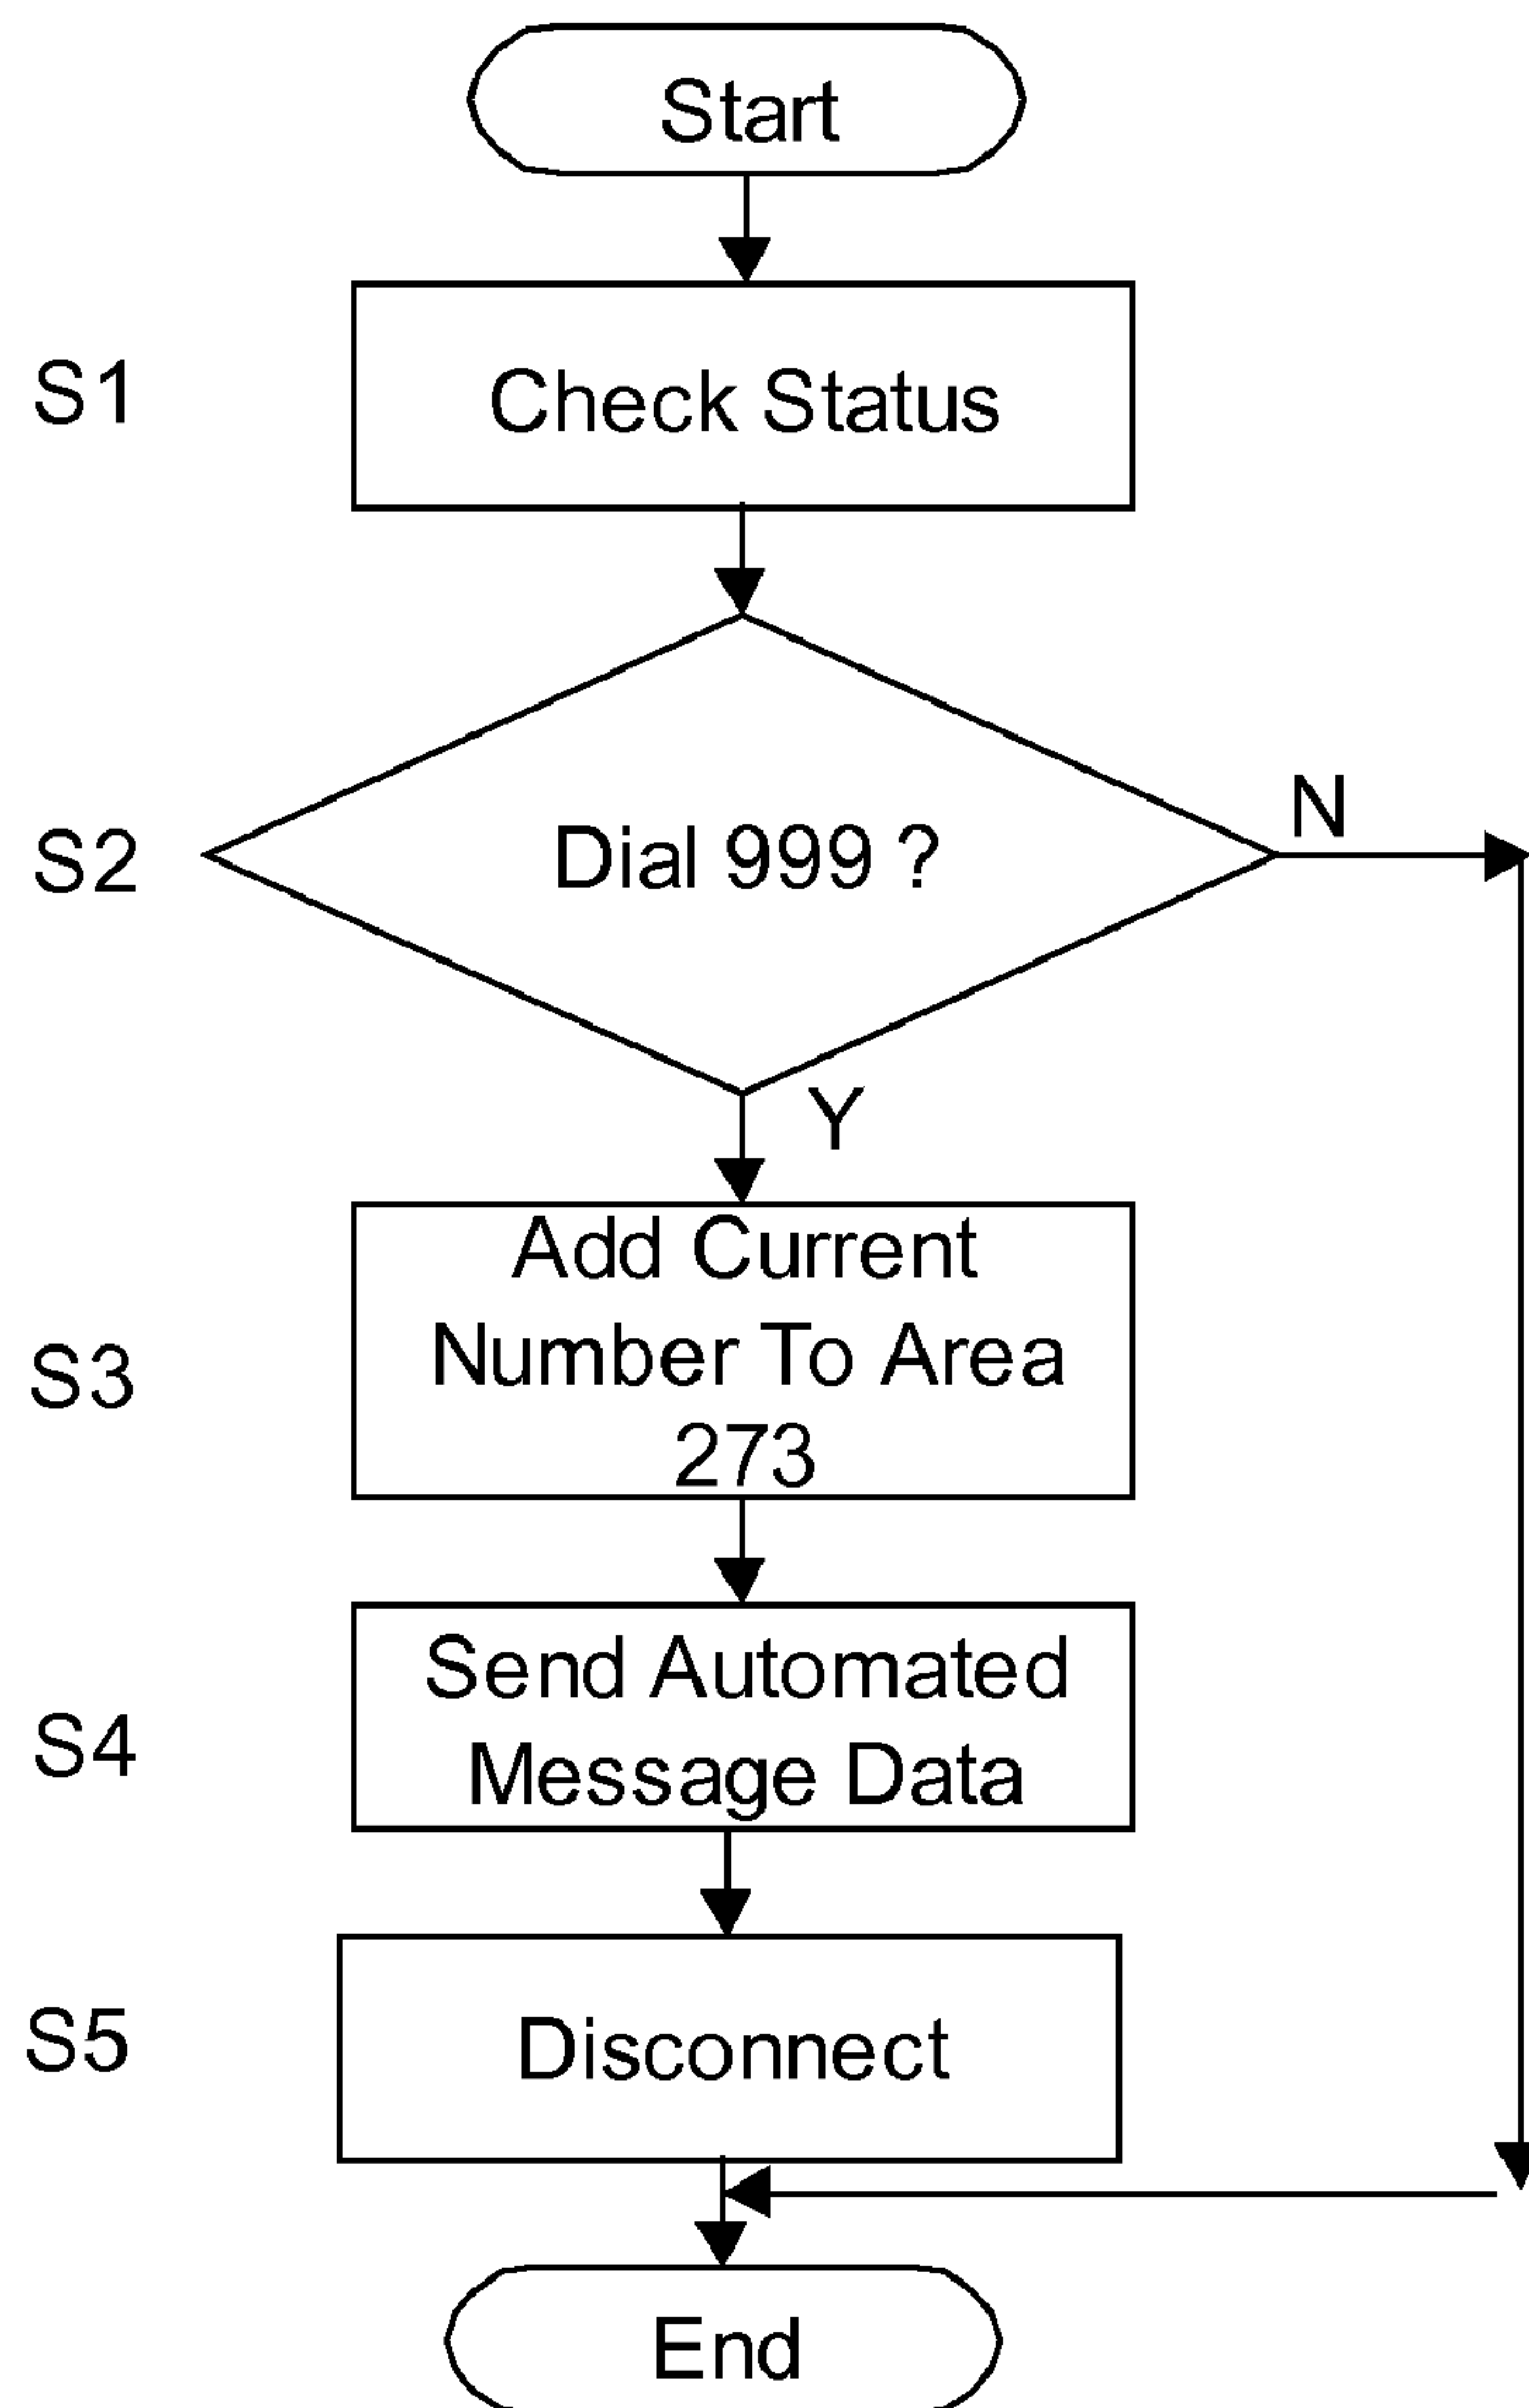 Start
S1
Check Status
S2
Dial 999 ?
N
Y
S3
Add Current
Number To Area
273
S4
Send Automated
Message Data
S5
Disconnect
End